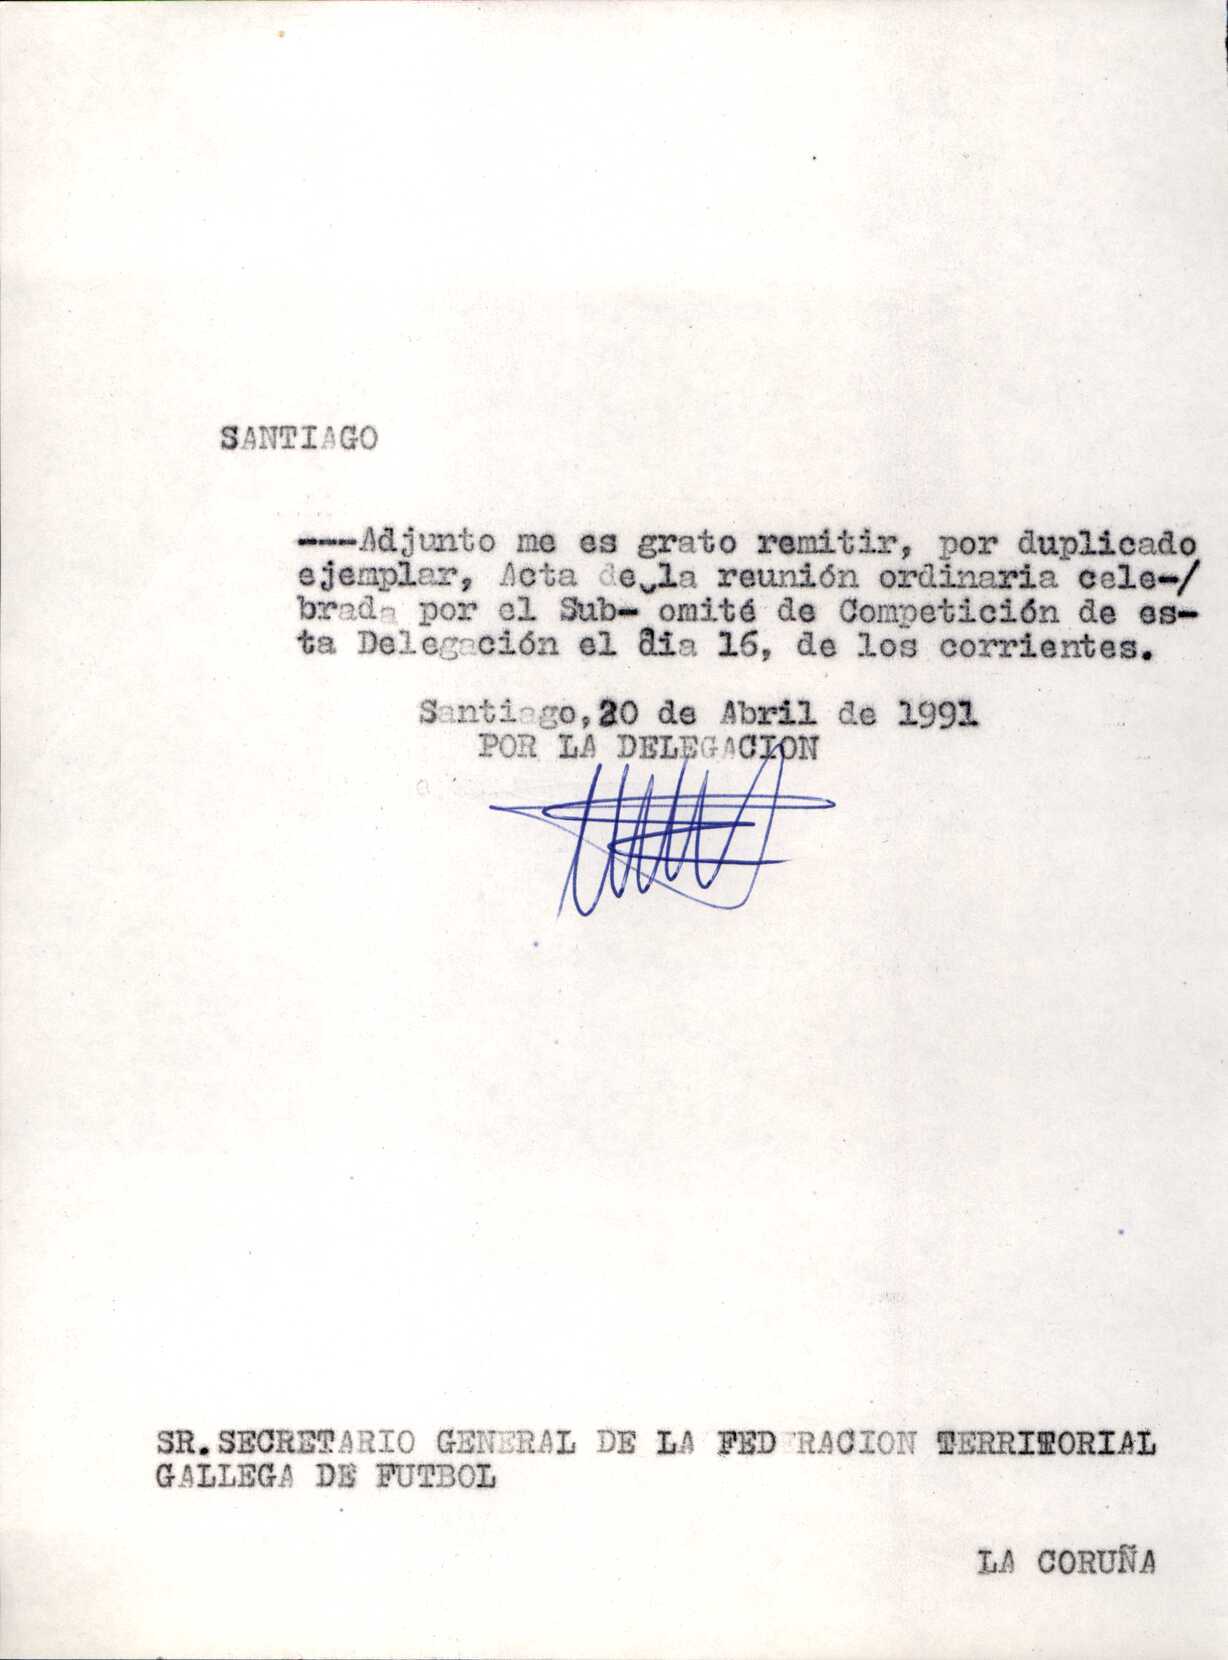 SANTIAGO
---Adjunto me es grato remitir, por duplicado
ejemplar, Acta de la reunión ordinaria cele-/
brada por el Sub- omité de Competición de es-
ta Delegación el dia 16, de los corrientes.
Santiago,20 de Abril de 1991
POR LA DELEGACION
SR.SECRETARIO GENERAL DE LA FED RACION TERRITORIAL
GALLEGA DE FUTBOL
LA CORUÑA